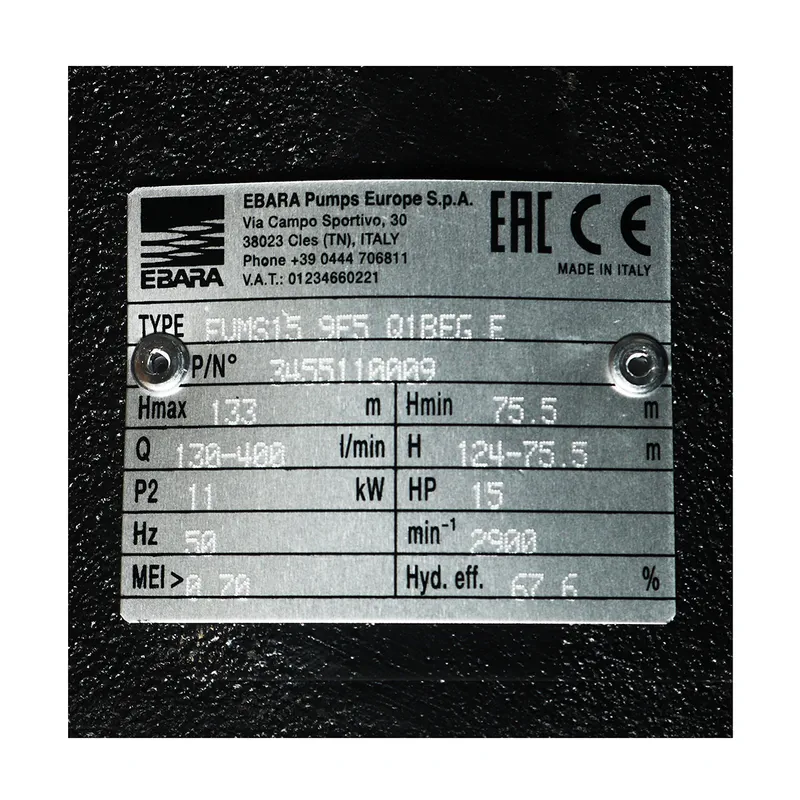 EBARA
EBARA Pumps Europe S.p.A.
Via Campo Sportivo, 30
38023 Cles (TN), ITALY
Phone +39 0444 706811
V.A.T.: 01234660221
EAC CE
MADE IN ITALY
TYPE EVMG15 9F5 Q1BEG E
P/N° 3455110009
Hmax 133 m Hmin 75.5 m
Q 130-400 l/min H 124-75.5 m
P2 11 kW HP 15
Hz 50 min⁻¹ 2900
MEI > 0.70 Hyd. eff. 67.6 %